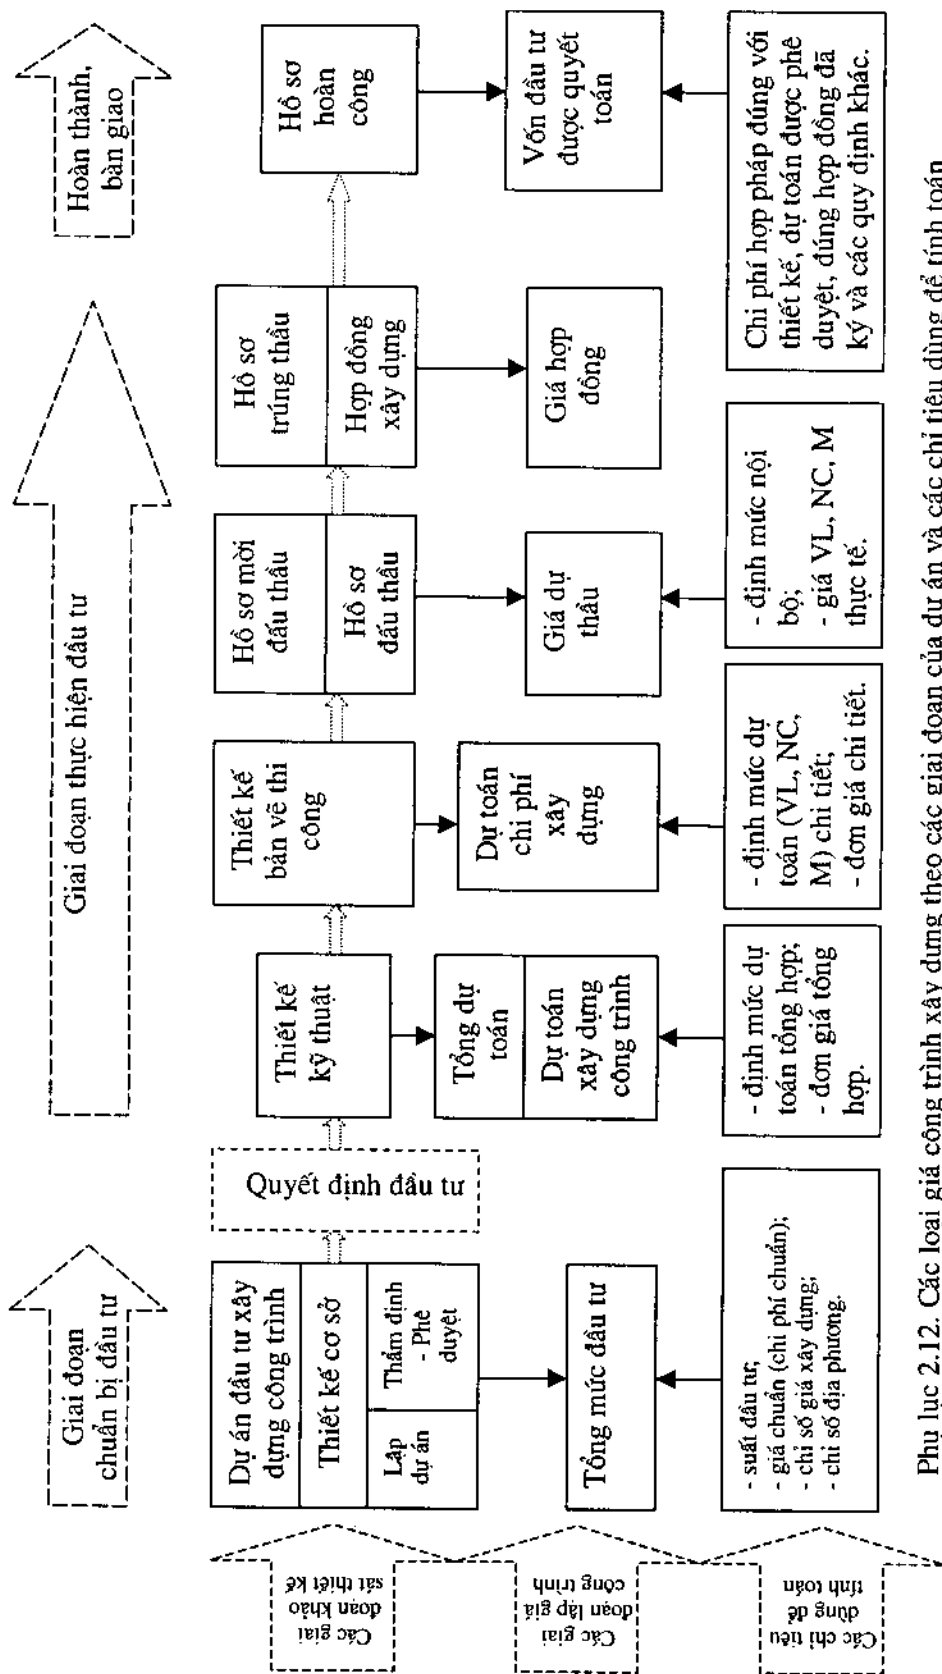 Giai đoạn
chuẩn bị đầu tư
Giai đoạn thực hiện đầu tư
Hoàn thành,
bàn giao
Các giai
đoạn khảo
sát thiết kế
Dự án đầu tư xây
dựng công trình
Thiết kế cơ sở
Lập
dự án
Thẩm định
- Phê
duyệt
Quyết định đầu tư
Thiết kế
kỹ thuật
Thiết kế
bản vẽ thi
công
Hồ sơ mời
đấu thầu
Hồ sơ
đấu thầu
Hồ sơ
trúng thầu
Hợp đồng
xây dựng
Hồ sơ
hoàn
công
Các giai
đoạn lập giá
công trình
Tổng mức đầu tư
Tổng dự
toán
Dự toán
xây dựng
công trình
Dự toán
chi phí
xây
dựng
Giá dự
thầu
Giá hợp
đồng
Vốn đầu tư
được quyết
toán
Các chỉ tiêu
dùng để
tính toán
- suất đầu tư;
- giá chuẩn (chi phí chuẩn);
- chỉ số giá xây dựng;
- chỉ số địa phương.
- định mức dự
toán tổng hợp;
- đơn giá tổng
hợp.
- định mức dự
toán (VL, NC,
M) chi tiết;
- đơn giá chi tiết.
- định mức nội
bộ;
- giá VL, NC, M
thực tế.
Chi phí hợp pháp đúng với
thiết kế, dự toán được phê
duyệt, đúng hợp đồng đã
ký và các quy định khác.
Phụ lục 2.12. Các loại giá công trình xây dựng theo các giai đoạn của dự án và các chỉ tiêu dùng để tính toán